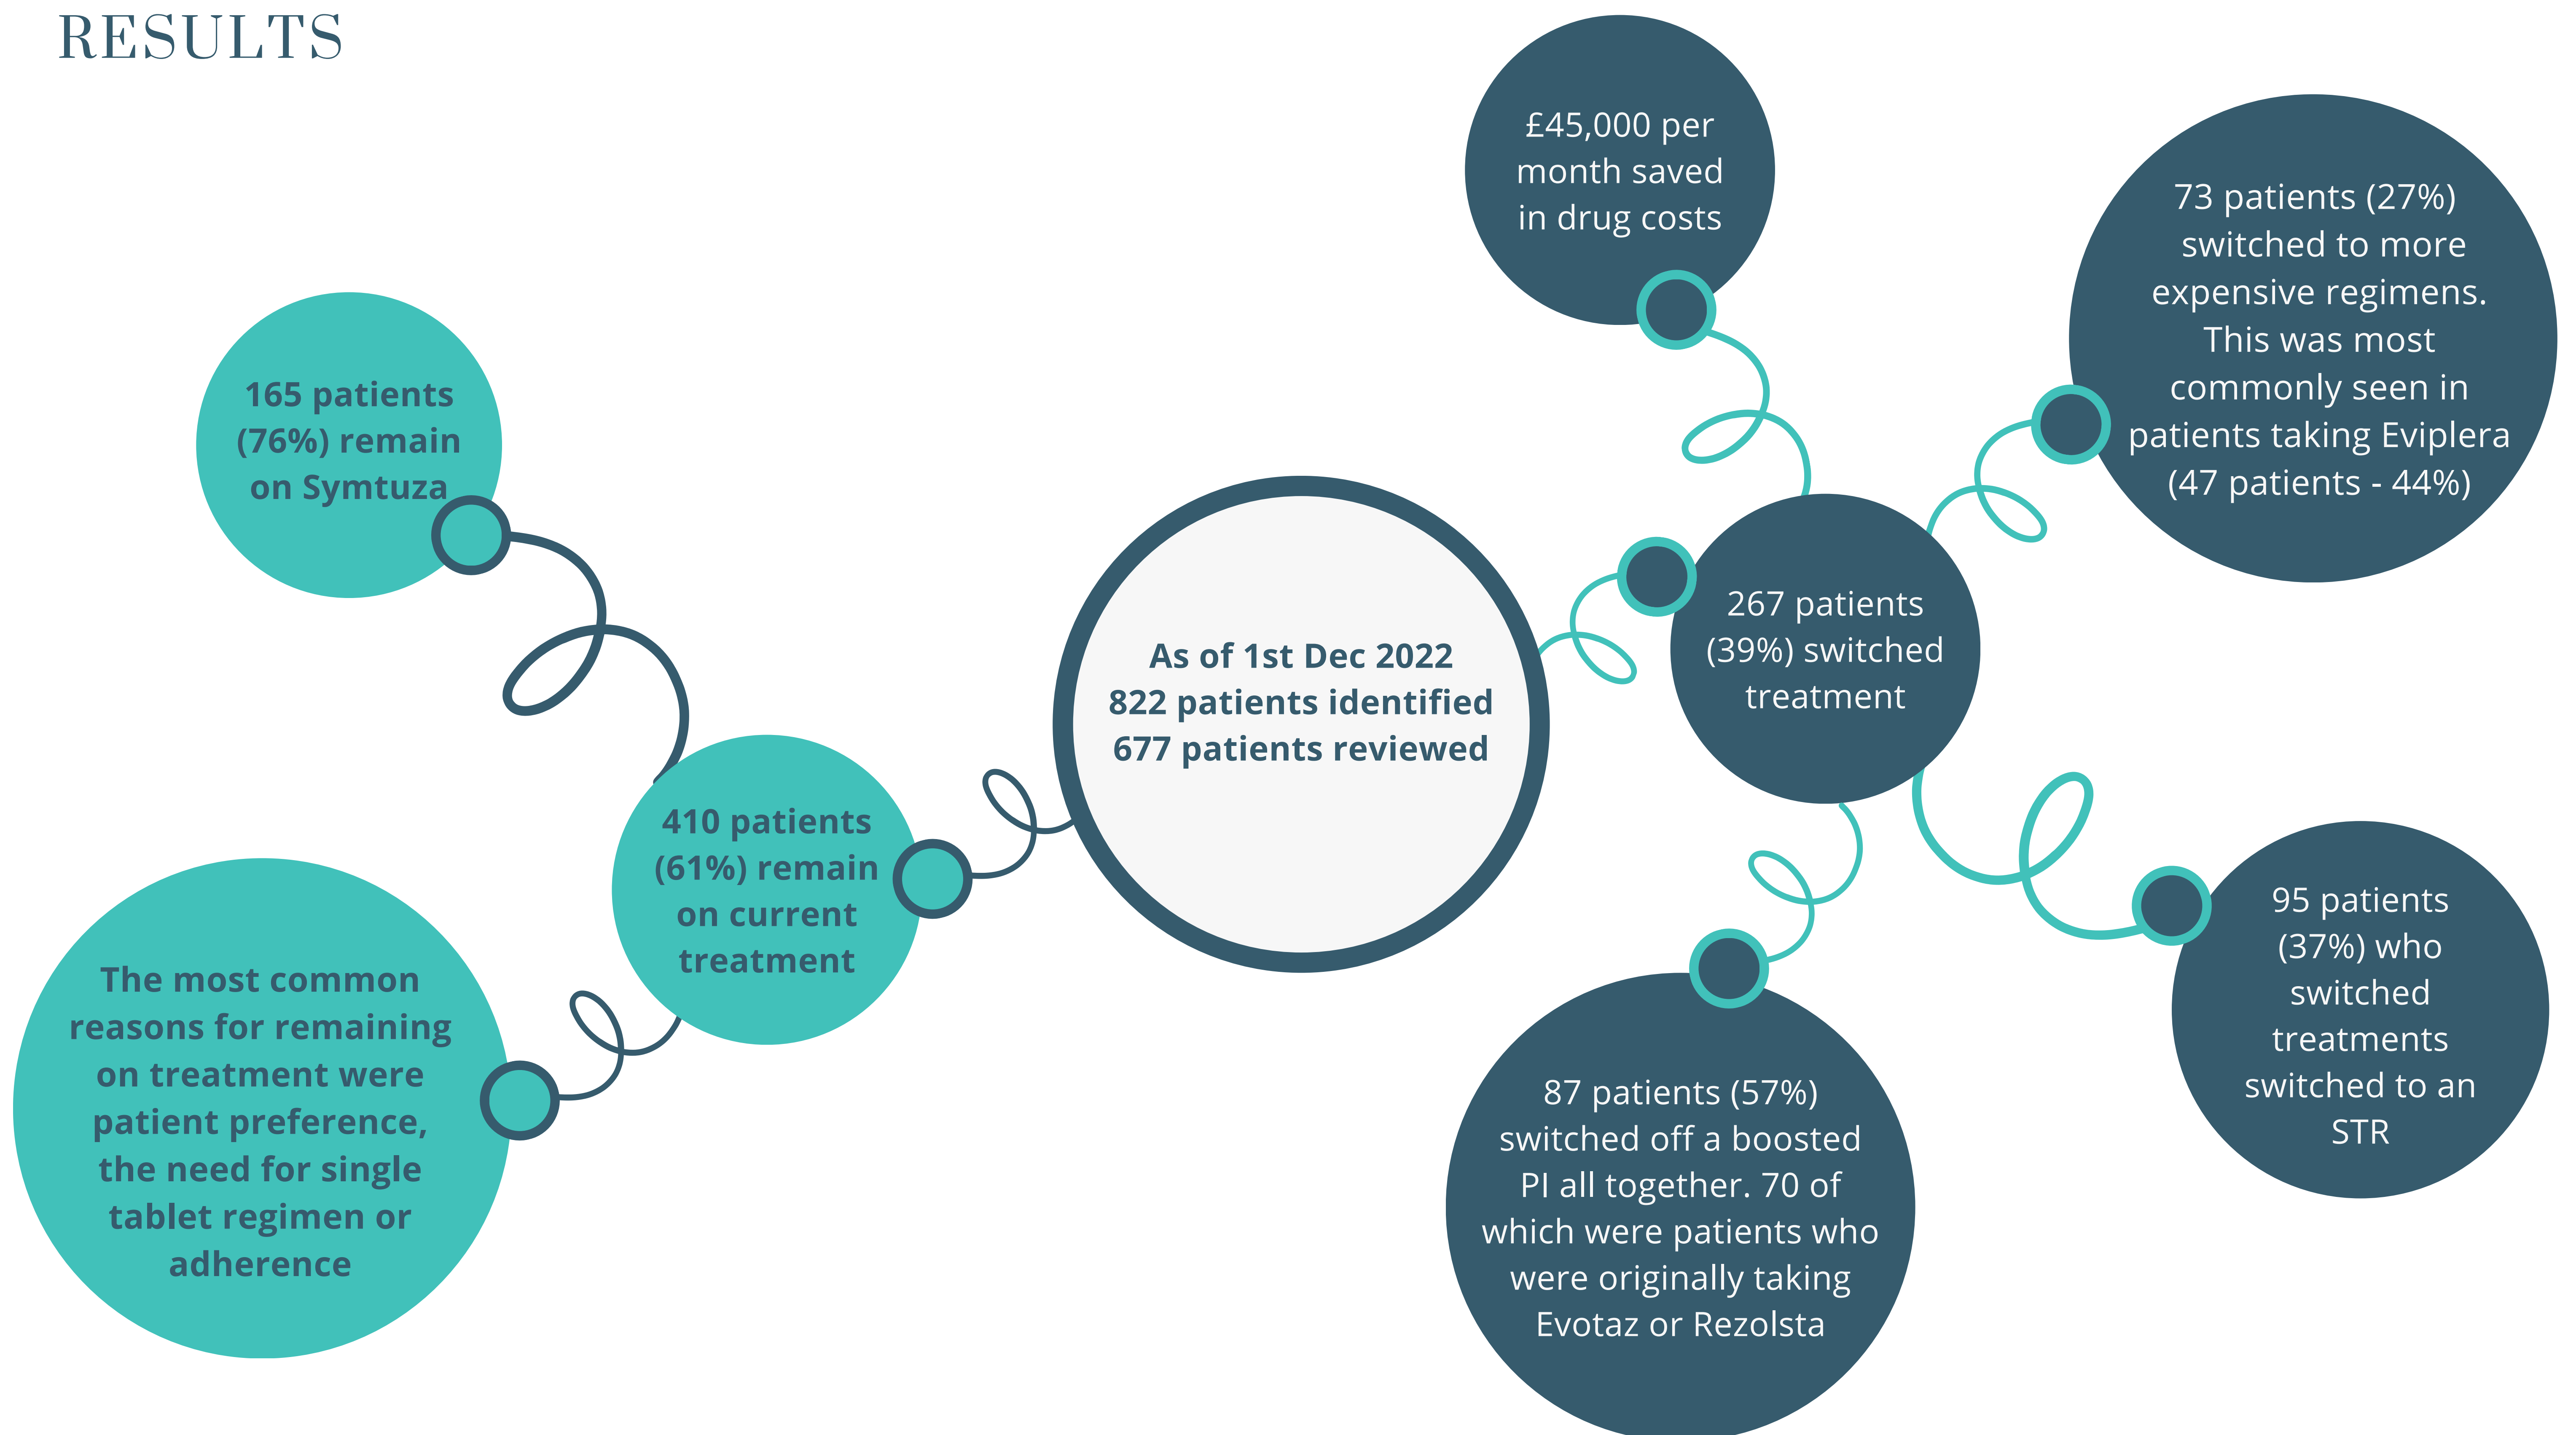 RESULTS
165 patients
(76%) remain
on Symtuza
410 patients
(61%) remain
on current
treatment
The most common
reasons for remaining
on treatment were
patient preference,
the need for single
tablet regimen or
adherence
As of 1st Dec 2022
822 patients identified
677 patients reviewed
£45,000 per
month saved
in drug costs
267 patients
(39%) switched
treatment
73 patients (27%)
switched to more
expensive regimens.
This was most
commonly seen in
patients taking Eviplera
(47 patients - 44%)
87 patients (57%)
switched off a boosted
PI all together. 70 of
which were patients who
were originally taking
Evotaz or Rezolsta
95 patients
(37%) who
switched
treatments
switched to an
STR